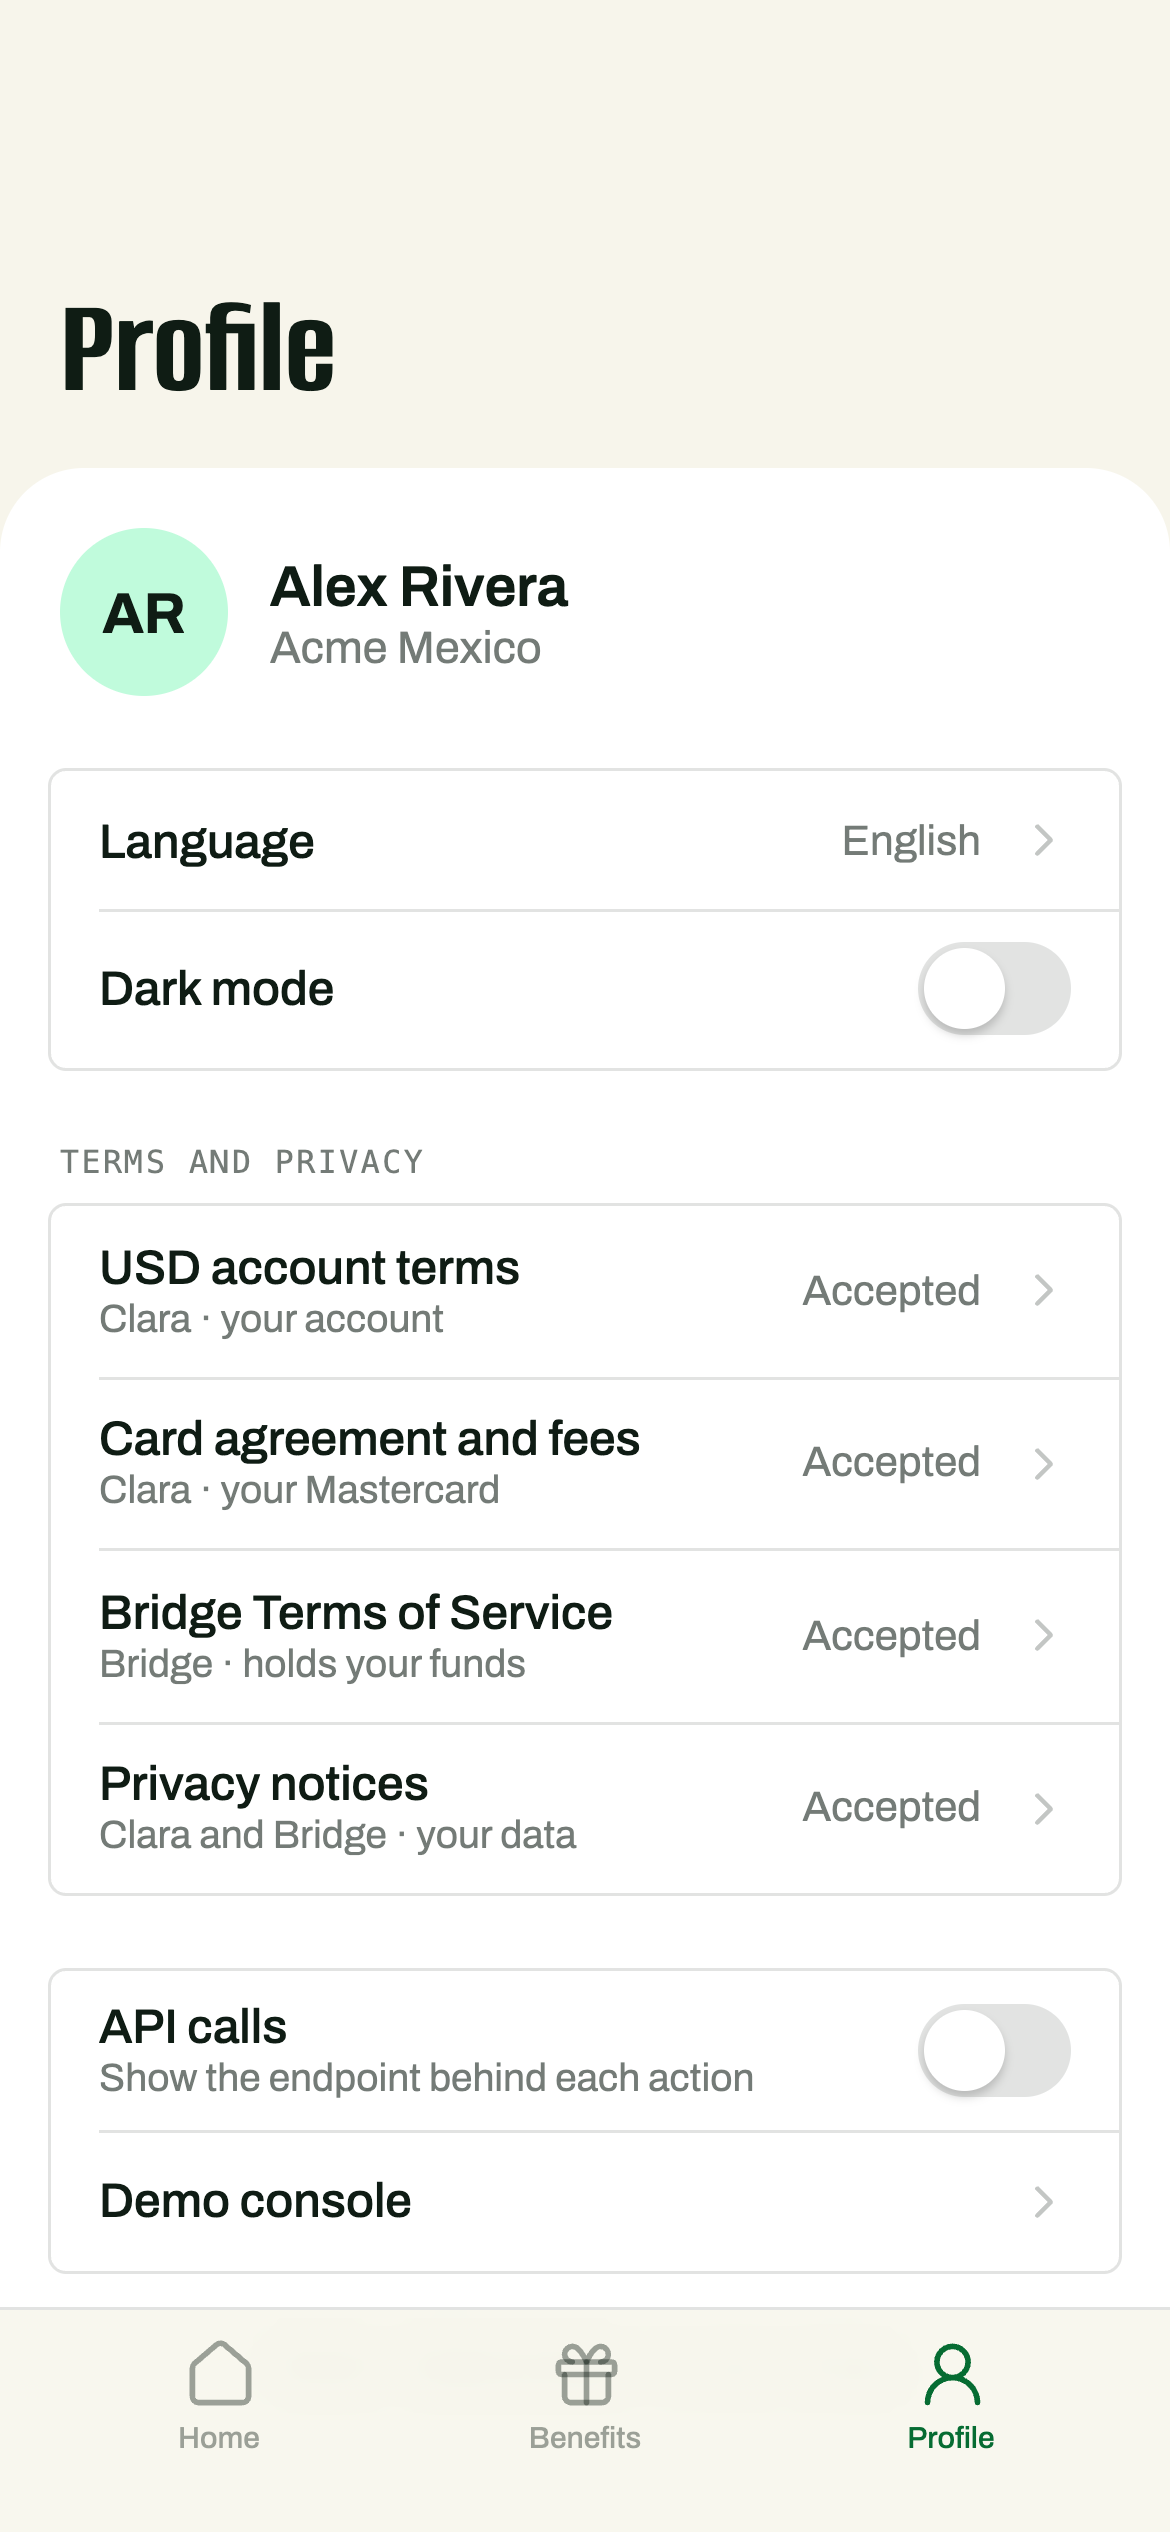 Profile
AR
Alex Rivera
Acme Mexico
Language English
Dark mode
TERMS AND PRIVACY
USD account terms
Clara · your account
Accepted
Card agreement and fees
Clara · your Mastercard
Accepted
Bridge Terms of Service
Bridge · holds your funds
Accepted
Privacy notices
Clara and Bridge · your data
Accepted
API calls
Show the endpoint behind each action
Demo console
Home Benefits Profile